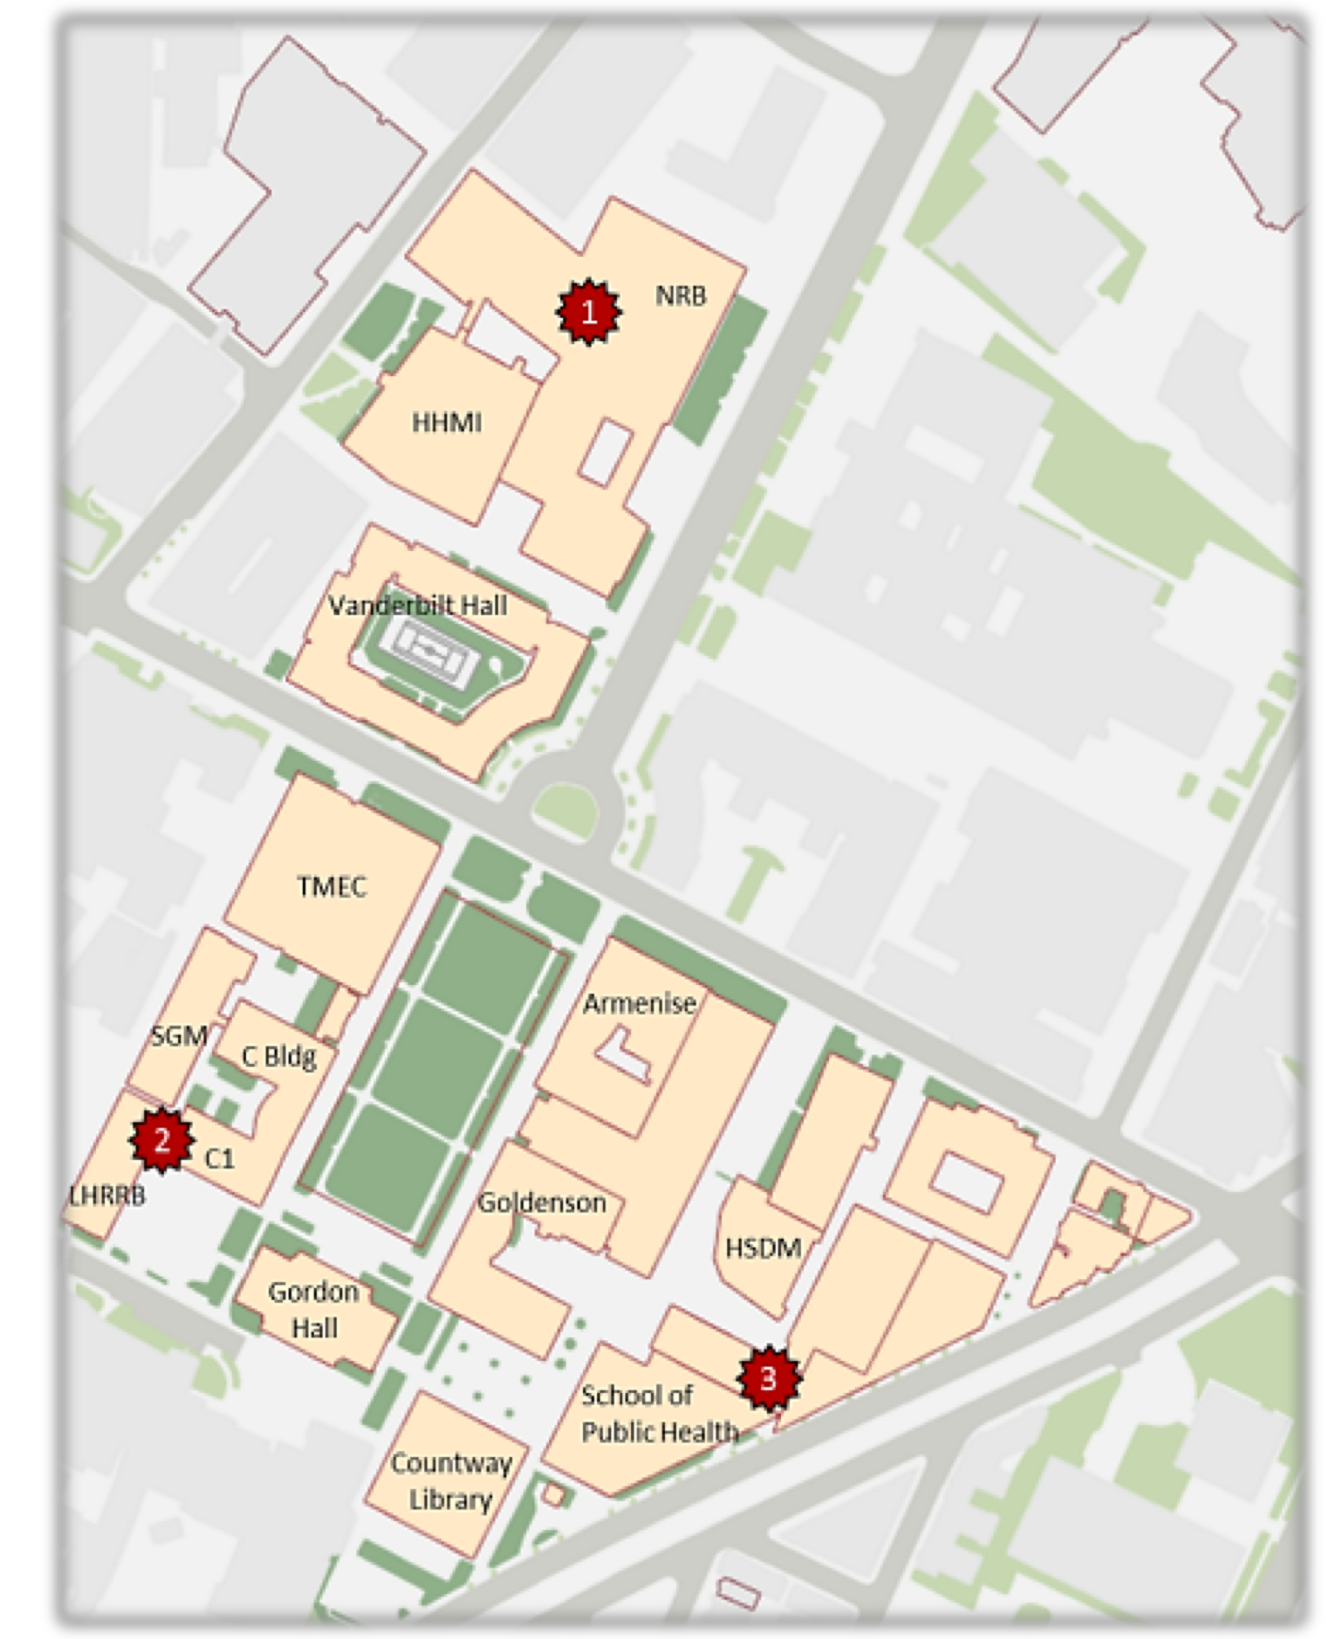 1
NRB
HHMI
Vanderbilt Hall
TMEC
Armenise
SGM
C Bldg
2
C1
LHRRB
Goldenson
HSDM
Gordon
Hall
3
School of
Public Health
Countway
Library